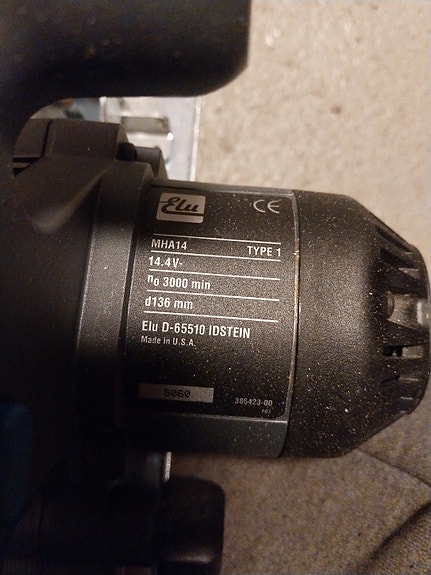 Elu CE
MHA14 TYPE 1
14.4V-
no 3000 min
d136 mm
Elu D-65510 IDSTEIN
Made in U.S.A.
5060 385423-00